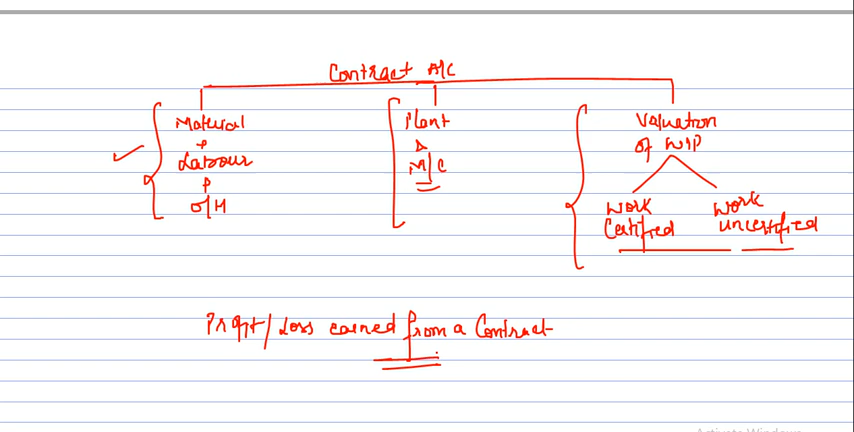 Contract A/C
Material
+
Labour
+
O/H
Plant
&
M/C
Valuation
of WIP
Work
Certified
Work
Uncertified
Profit/Loss earned from a Contract